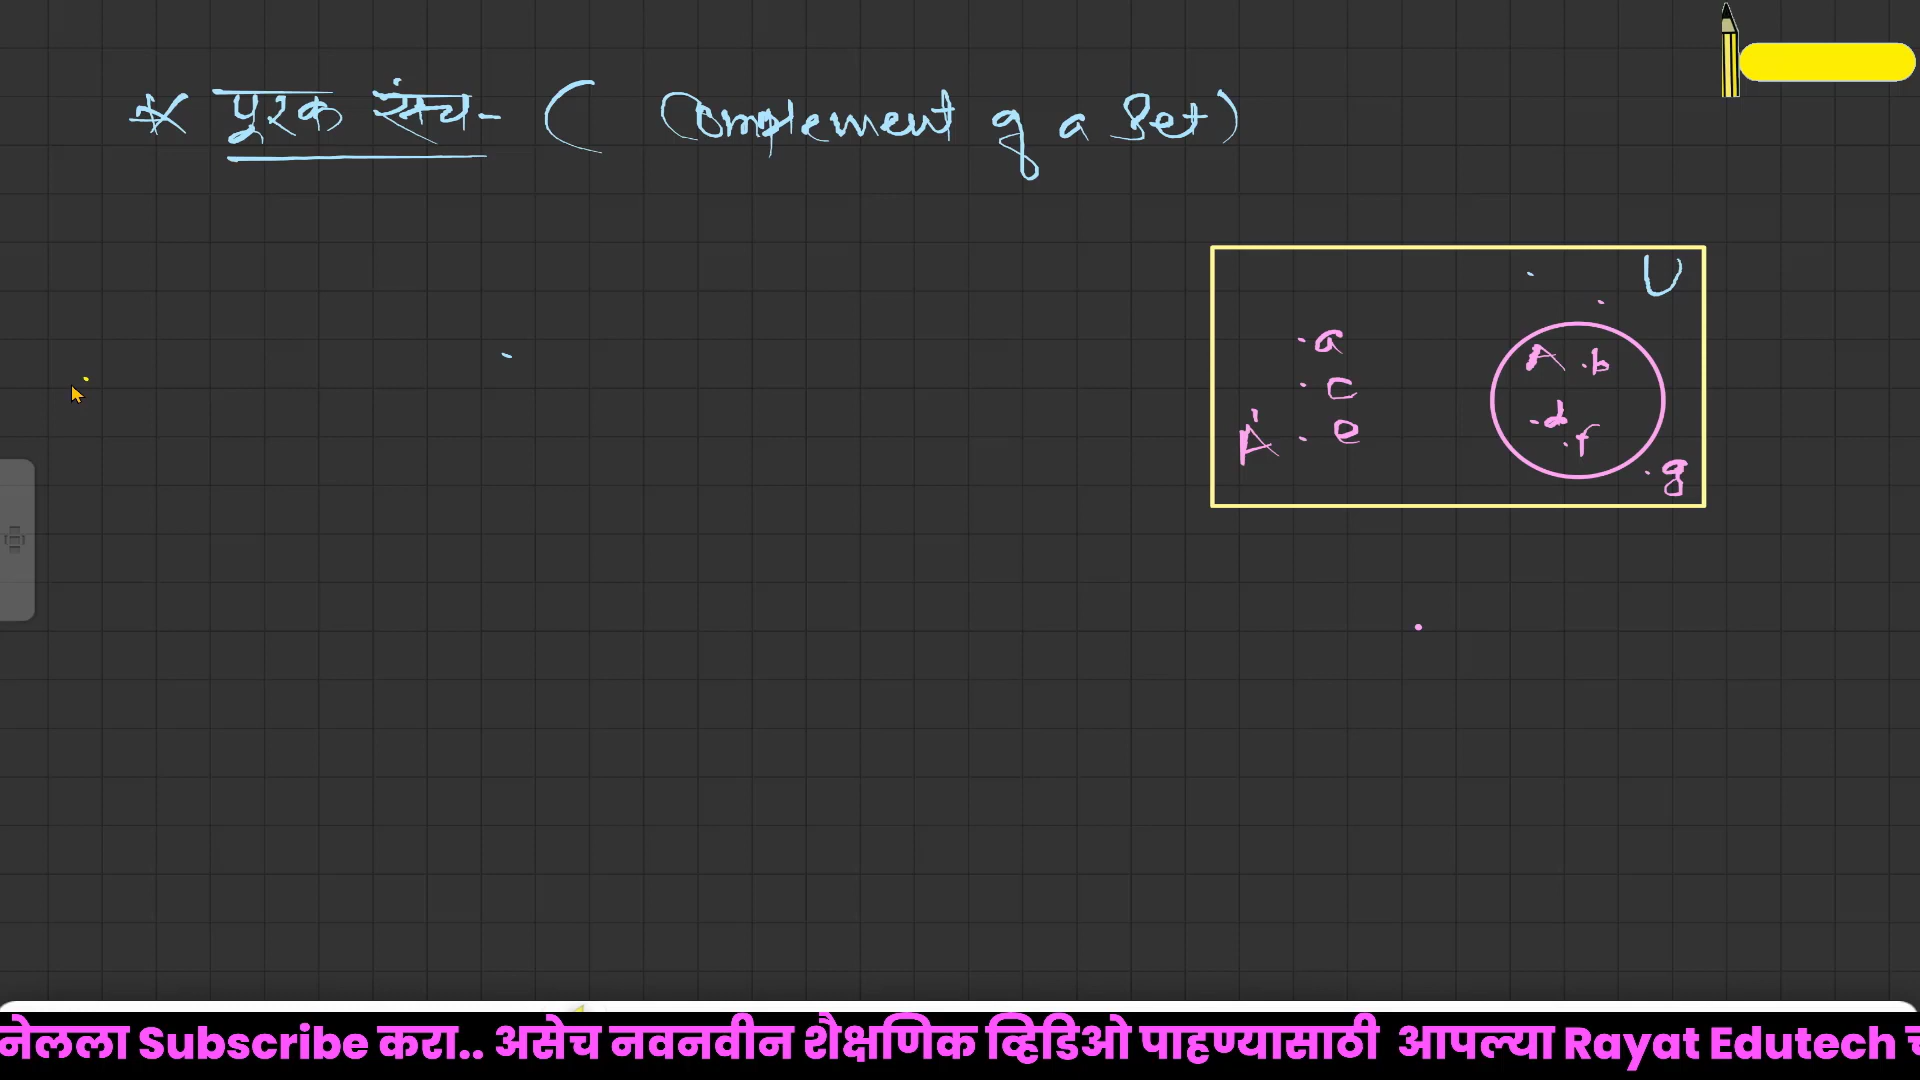 * पुरक संच - ( Complement of a Set )
U
. a
A . b
. c
. d
A' . e
. f
. g
नेलला Subscribe करा.. असेच नवनवीन शैक्षणिक व्हिडिओ पाहण्यासाठी आपल्या Rayat Edutech